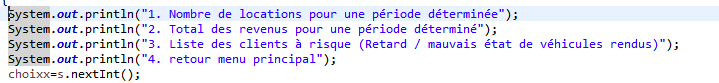 System.out.println("1. Nombre de locations pour une période déterminée");
System.out.println("2. Total des revenus pour une période déterminé");
System.out.println("3. Liste des clients à risque (Retard / mauvais état de véhicules rendus)");
System.out.println("4. retour menu principal");
choixx=s.nextInt();